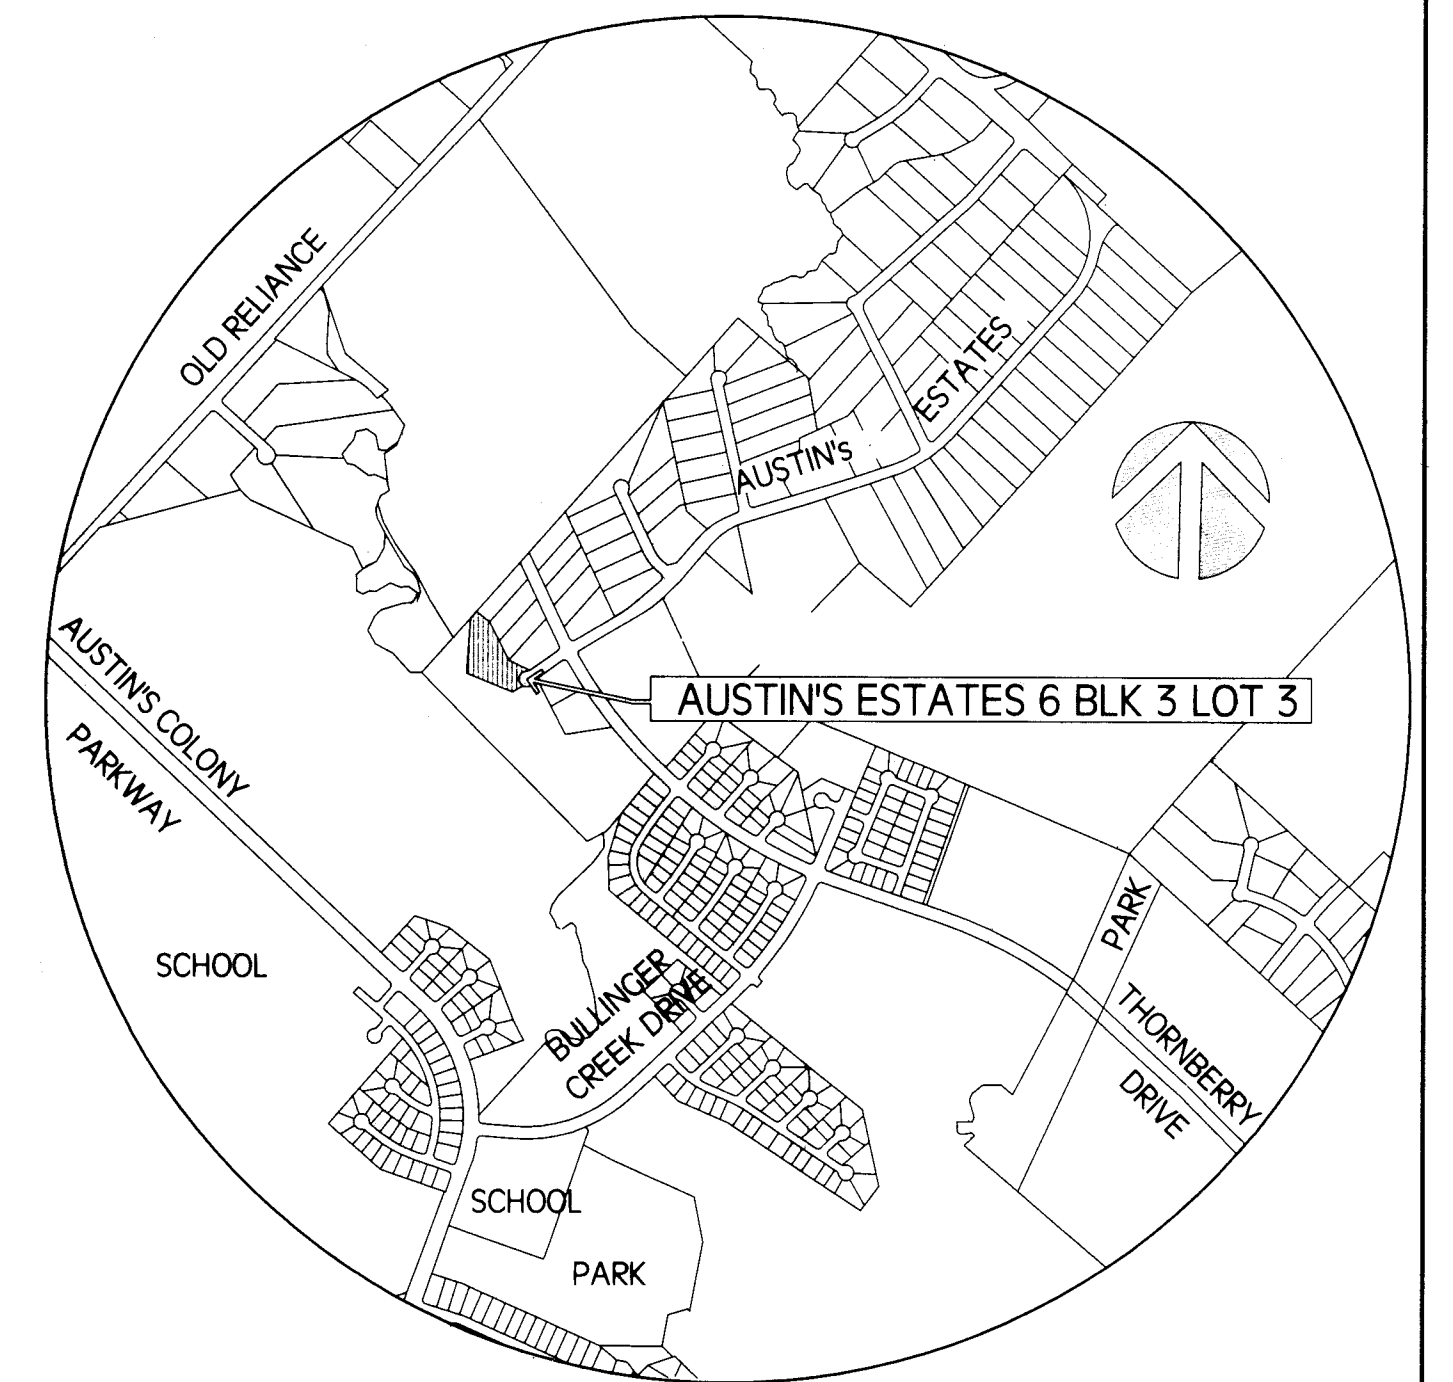 OLD RELIANCE
AUSTIN's
ESTATES
AUSTIN'S COLONY
PARKWAY
AUSTIN'S ESTATES 6 BLK 3 LOT 3
SCHOOL
BULLINGER
CREEK DRIVE
PARK
THORNBERRY
DRIVE
SCHOOL
PARK